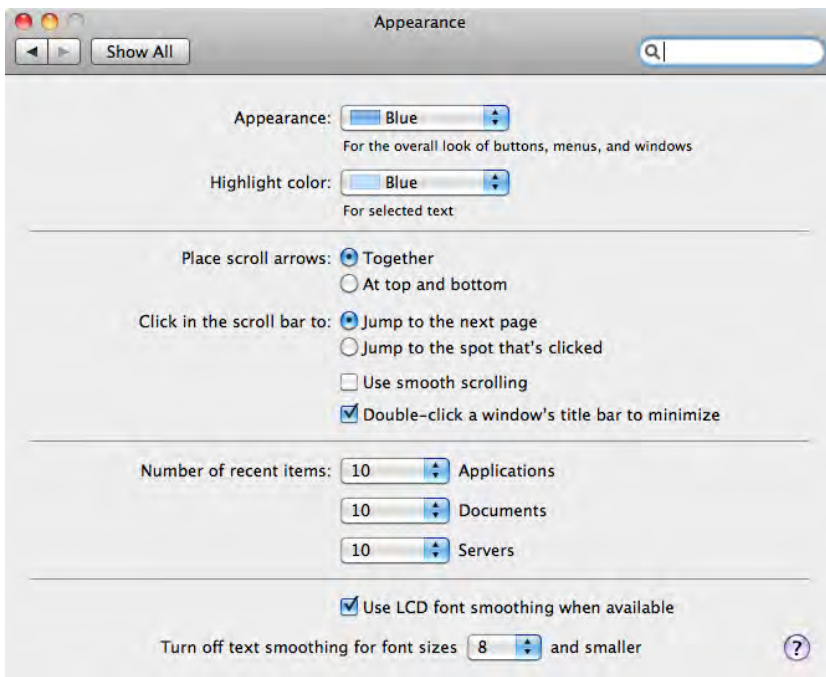 Appearance
Show All
Appearance: Blue
For the overall look of buttons, menus, and windows
Highlight color: Blue
For selected text
Place scroll arrows: Together
At top and bottom
Click in the scroll bar to: Jump to the next page
Jump to the spot that's clicked
Use smooth scrolling
Double-click a window's title bar to minimize
Number of recent items: 10 Applications
10 Documents
10 Servers
Use LCD font smoothing when available
Turn off text smoothing for font sizes 8 and smaller ?